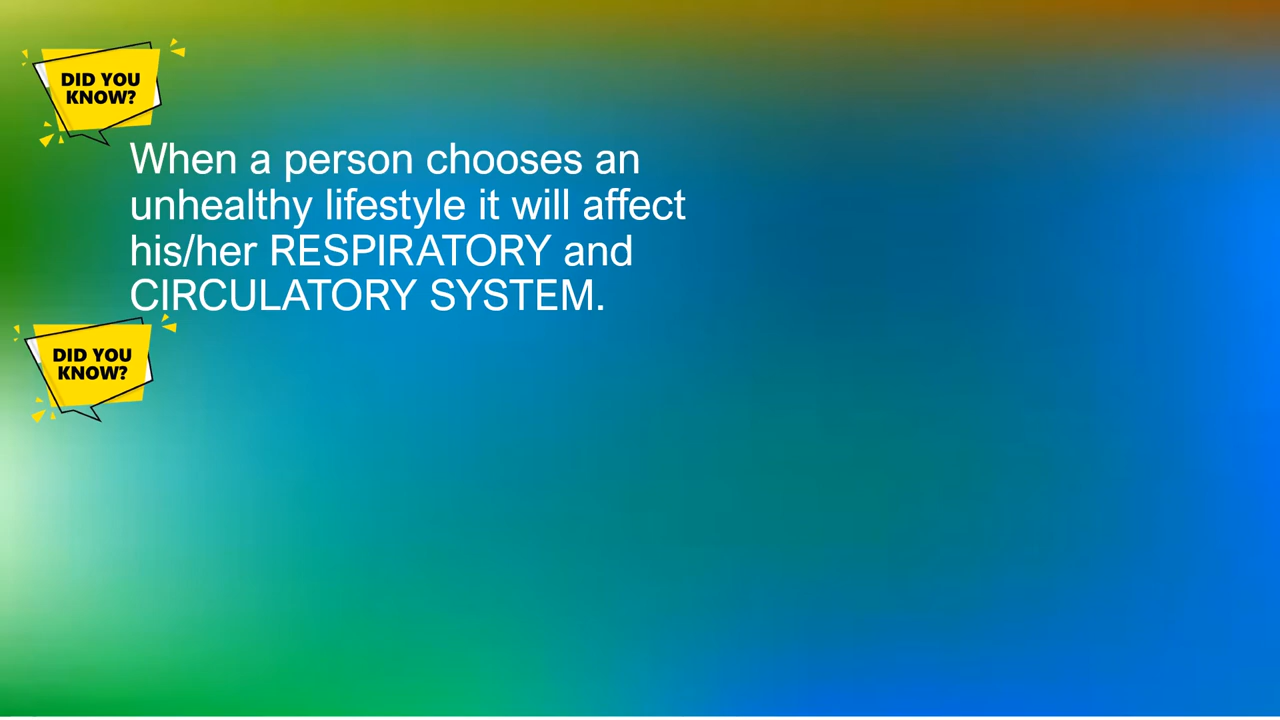 DID YOU
KNOW?
When a person chooses an
unhealthy lifestyle it will affect
his/her RESPIRATORY and
CIRCULATORY SYSTEM.
DID YOU
KNOW?